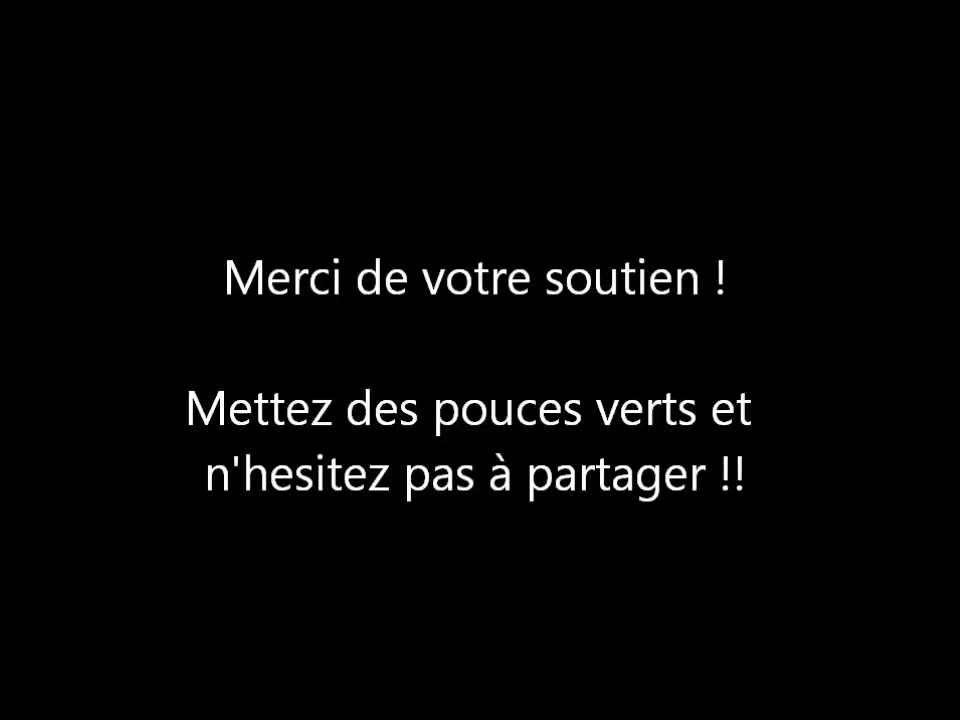 Merci de votre soutien !
Mettez des pouces verts et
n'hesitez pas à partager !!